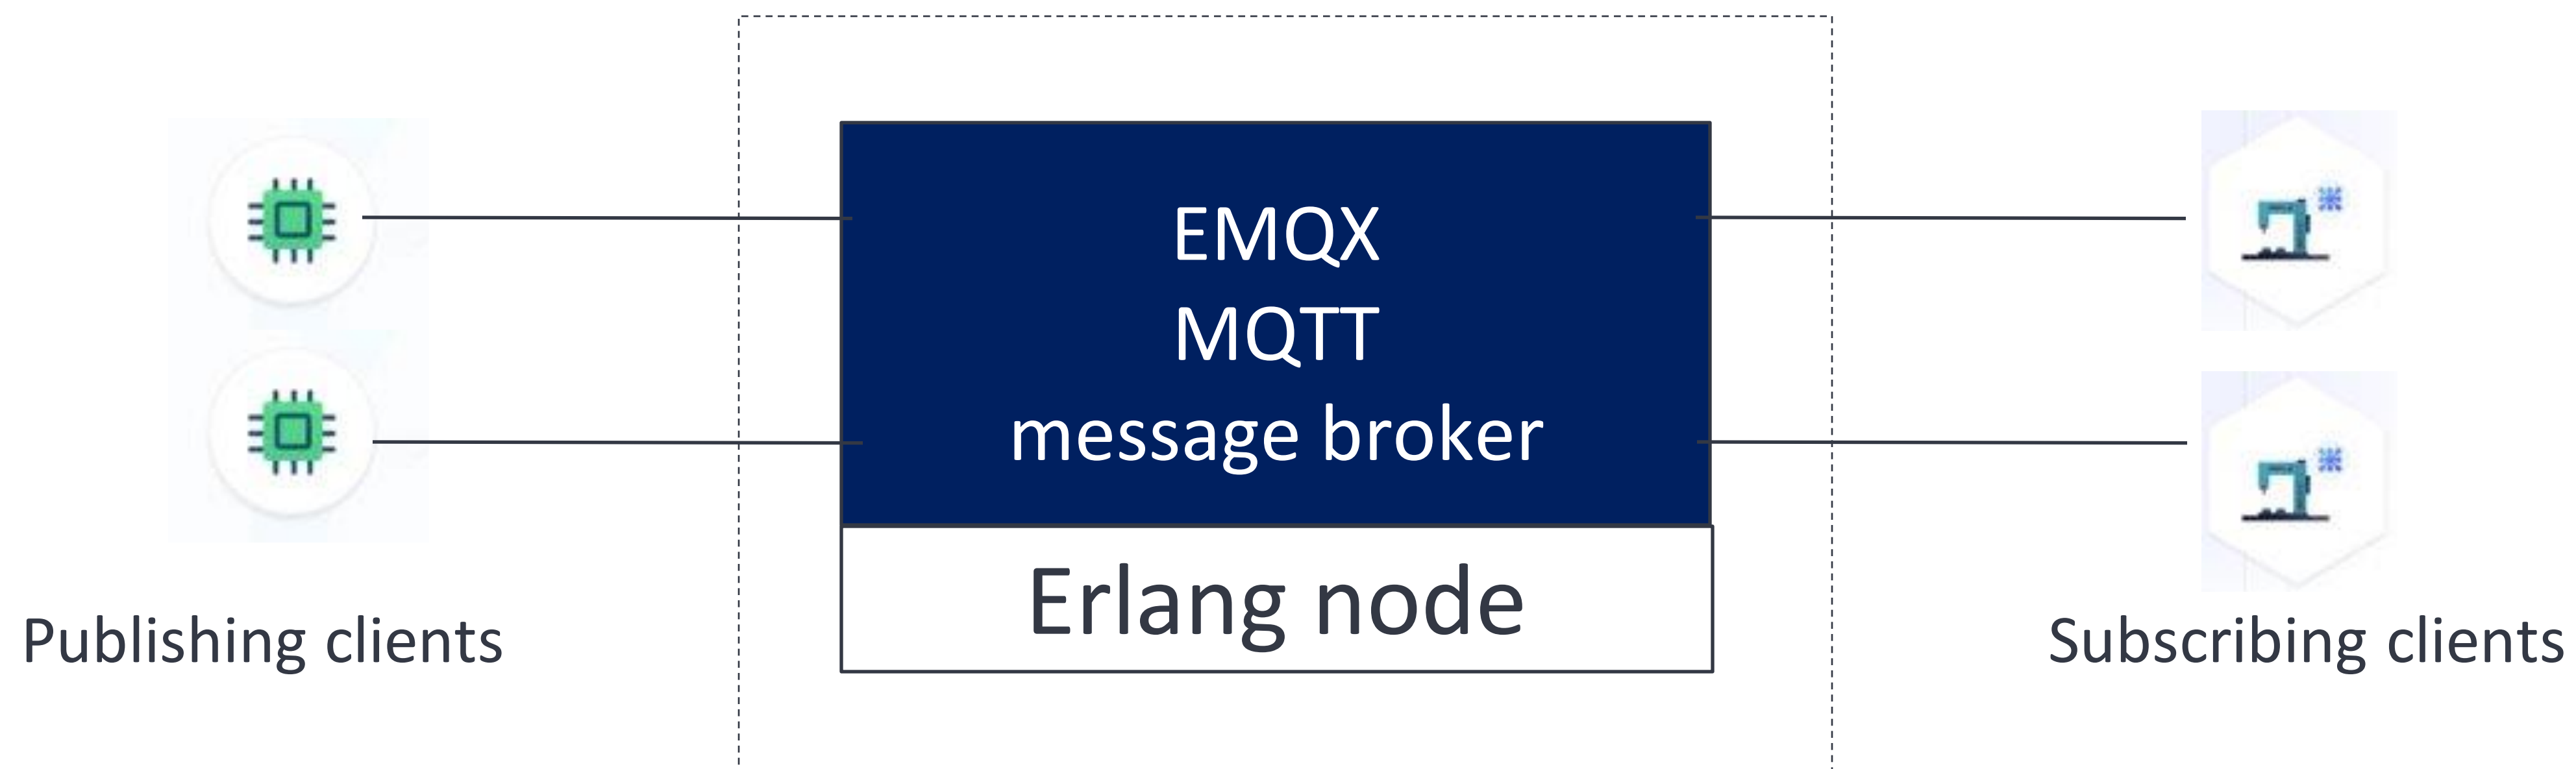 EMQX
MQTT
message broker
Erlang node
Publishing clients
Subscribing clients